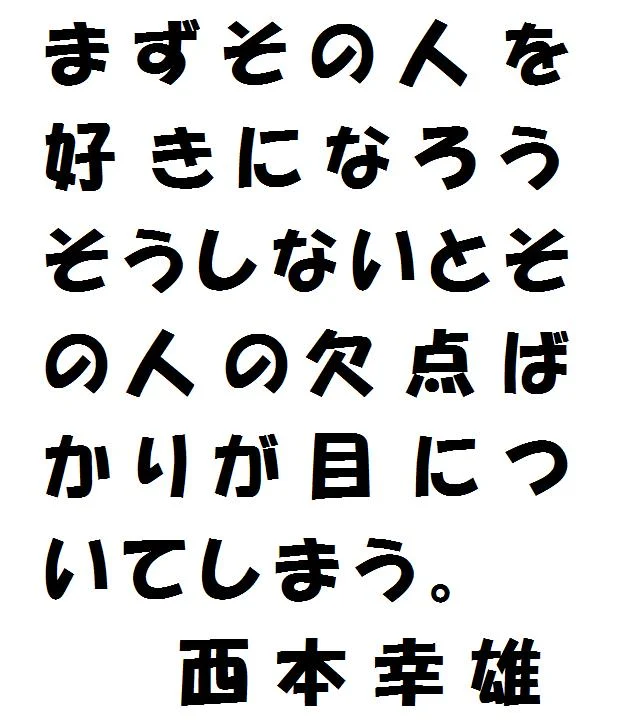 まずその人を
好きになろう
そうしないとそ
の人の欠点ば
かりが目につ
いてしまう。
西本幸雄